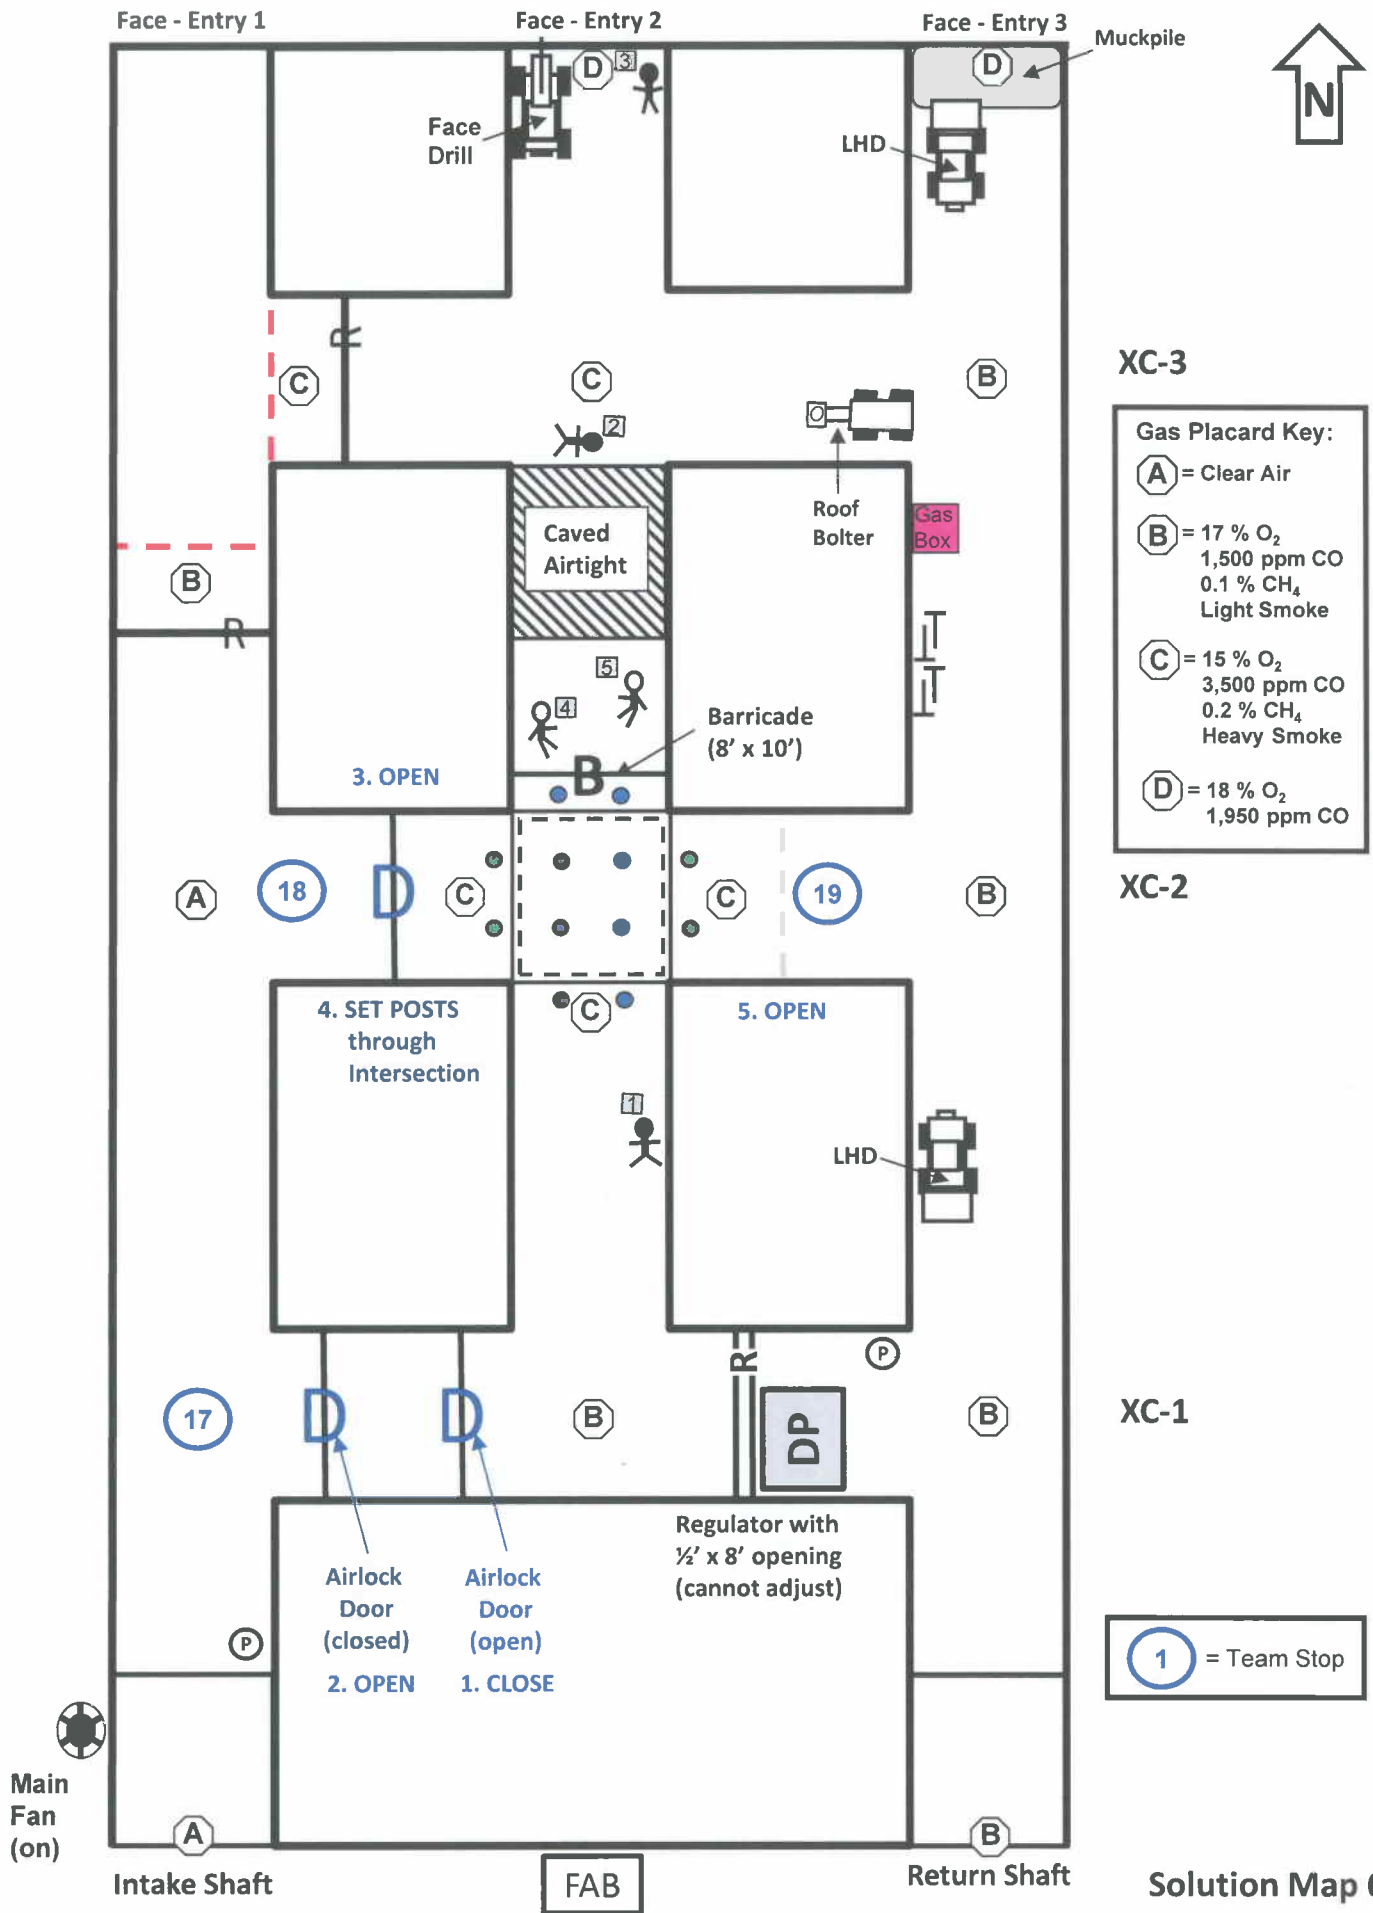 Face - Entry 1
Face - Entry 2
Face - Entry 3
Muckpile
D
3
D
N
Face
Drill
LHD
R
C
C
B
XC-3
2
O
Gas Placard Key:
A = Clear Air
B = 17 % O₂
1,500 ppm CO
0.1 % CH₄
Light Smoke
C = 15 % O₂
3,500 ppm CO
0.2 % CH₄
Heavy Smoke
D = 18 % O₂
1,950 ppm CO
Roof
Bolter
Gas
Box
Caved
Airtight
B
R
5
4
Barricade
(8' x 10')
B
3. OPEN
A
18
D
C
C
19
B
XC-2
C
4. SET POSTS
through
Intersection
5. OPEN
1
LHD
R
P
17
D
D
B
DP
B
XC-1
Regulator with
½' x 8' opening
(cannot adjust)
Airlock
Door
(closed)
2. OPEN
Airlock
Door
(open)
1. CLOSE
P
1 = Team Stop
Main
Fan
(on)
A
B
Intake Shaft
FAB
Return Shaft
Solution Map